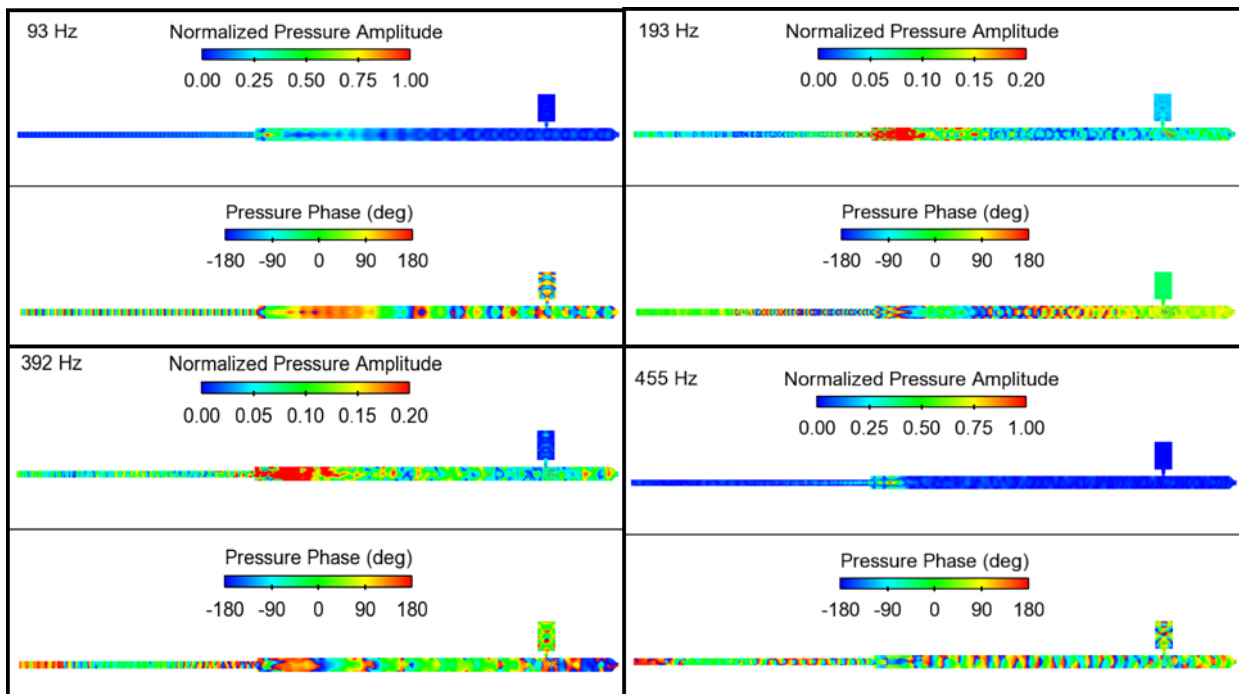 93 Hz
Normalized Pressure Amplitude
0.00 0.25 0.50 0.75 1.00
Pressure Phase (deg)
-180 -90 0 90 180
193 Hz
Normalized Pressure Amplitude
0.00 0.05 0.10 0.15 0.20
Pressure Phase (deg)
-180 -90 0 90 180
392 Hz
Normalized Pressure Amplitude
0.00 0.05 0.10 0.15 0.20
Pressure Phase (deg)
-180 -90 0 90 180
455 Hz
Normalized Pressure Amplitude
0.00 0.25 0.50 0.75 1.00
Pressure Phase (deg)
-180 -90 0 90 180